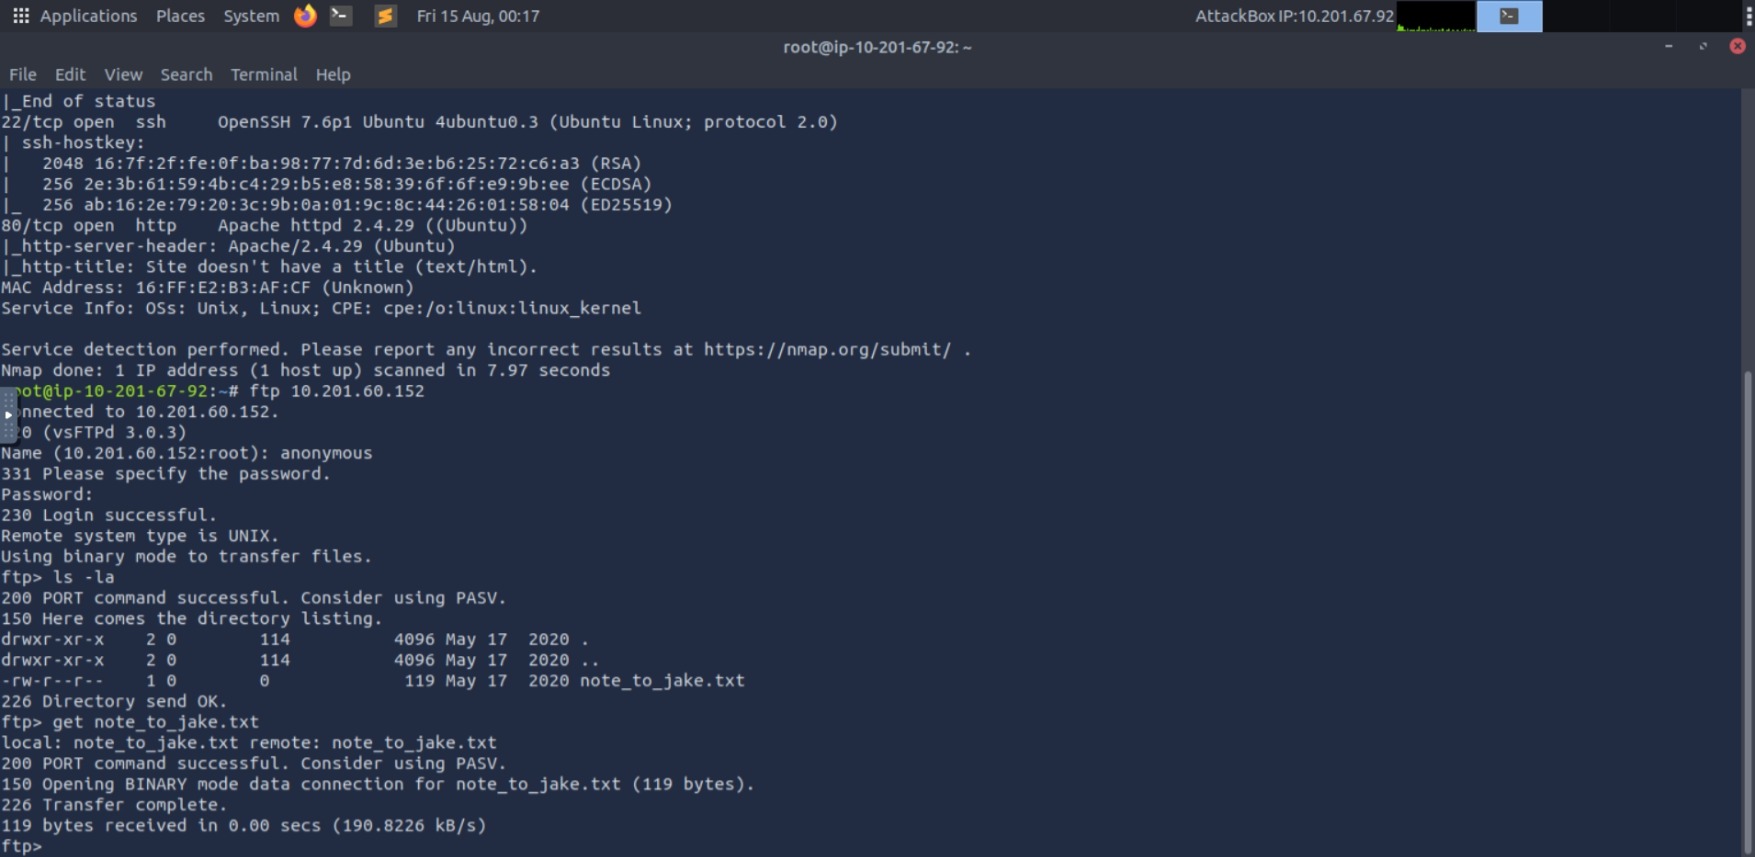 Applications Places System Fri 15 Aug, 00:17 AttackBox IP:10.201.67.92
root@ip-10-201-67-92: ~
File Edit View Search Terminal Help
|_End of status
22/tcp open  ssh     OpenSSH 7.6p1 Ubuntu 4ubuntu0.3 (Ubuntu Linux; protocol 2.0)
| ssh-hostkey:
|   2048 16:7f:2f:fe:0f:ba:98:77:7d:6d:3e:b6:25:72:c6:a3 (RSA)
|   256 2e:3b:61:59:4b:c4:29:b5:e8:58:39:6f:6f:e9:9b:ee (ECDSA)
|_  256 ab:16:2e:79:20:3c:9b:0a:01:9c:8c:44:26:01:58:04 (ED25519)
80/tcp open  http    Apache httpd 2.4.29 ((Ubuntu))
|_http-server-header: Apache/2.4.29 (Ubuntu)
|_http-title: Site doesn't have a title (text/html).
MAC Address: 16:FF:E2:B3:AF:CF (Unknown)
Service Info: OSs: Unix, Linux; CPE: cpe:/o:linux:linux_kernel
Service detection performed. Please report any incorrect results at https://nmap.org/submit/ .
Nmap done: 1 IP address (1 host up) scanned in 7.97 seconds
oot@ip-10-201-67-92:~# ftp 10.201.60.152
onnected to 10.201.60.152.
20 (vsFTPd 3.0.3)
Name (10.201.60.152:root): anonymous
331 Please specify the password.
Password:
230 Login successful.
Remote system type is UNIX.
Using binary mode to transfer files.
ftp> ls -la
200 PORT command successful. Consider using PASV.
150 Here comes the directory listing.
drwxr-xr-x    2 0        114          4096 May 17  2020 .
drwxr-xr-x    2 0        114          4096 May 17  2020 ..
-rw-r--r--    1 0        0             119 May 17  2020 note_to_jake.txt
226 Directory send OK.
ftp> get note_to_jake.txt
local: note_to_jake.txt remote: note_to_jake.txt
200 PORT command successful. Consider using PASV.
150 Opening BINARY mode data connection for note_to_jake.txt (119 bytes).
226 Transfer complete.
119 bytes received in 0.00 secs (190.8226 kB/s)
ftp>